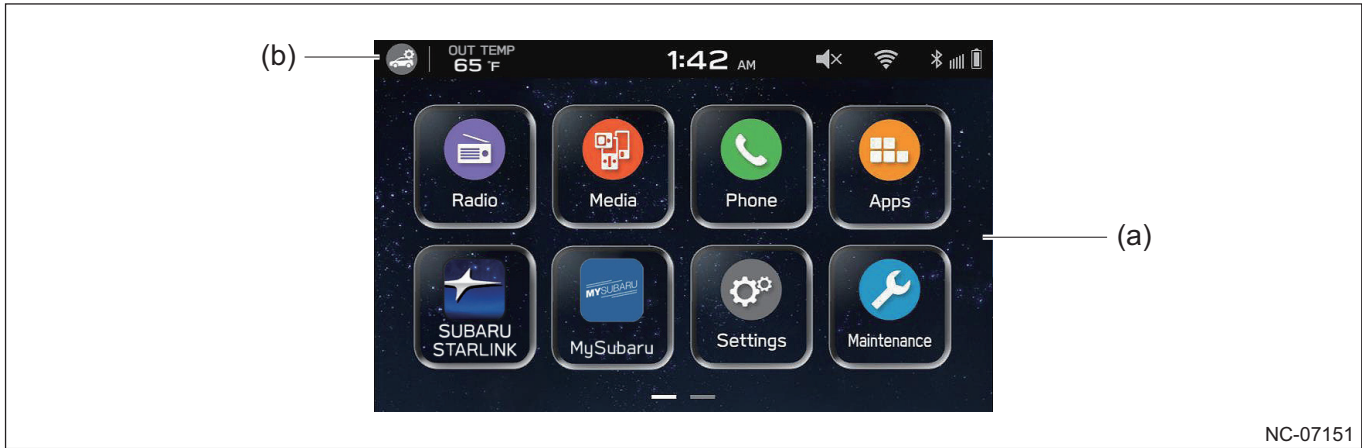 (b)
OUT TEMP
65 °F
1:42 AM
Radio
Media
Phone
Apps
(a)
MYSUBARU
SUBARU
STARLINK
MySubaru
Settings
Maintenance
NC-07151